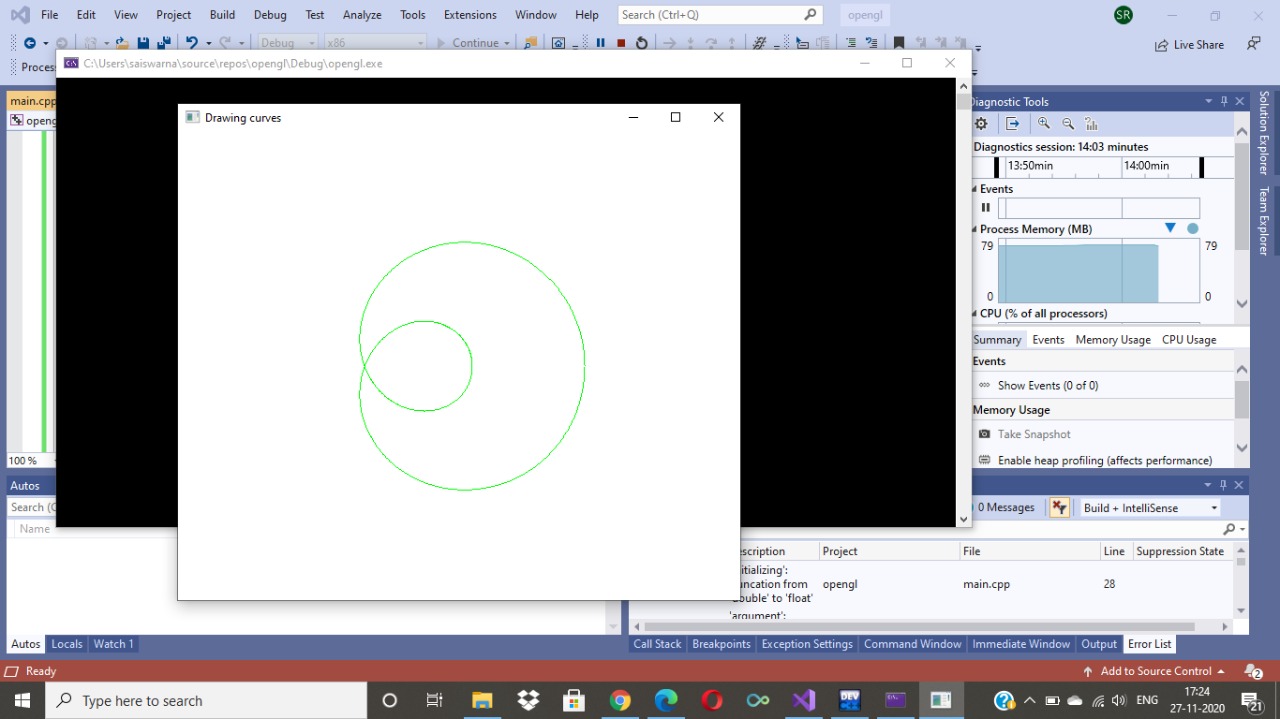 File Edit View Project Build Debug Test Analyze Tools Extensions Window Help Search (Ctrl+Q) opengl SR
Debug x86 Continue Live Share
Proces
C:\Users\saiswarna\source\repos\opengl\Debug\opengl.exe
main.cpp
openg
Drawing curves
Diagnostic Tools
Diagnostics session: 14:03 minutes
13:50min 14:00min
Events
Process Memory (MB)
79 79
0 0
CPU (% of all processors)
Summary Events Memory Usage CPU Usage
Events
Show Events (0 of 0)
Memory Usage
Take Snapshot
Enable heap profiling (affects performance)
Solution Explorer
Team Explorer
100 %
Autos
Search (C
Name
0 Messages Build + IntelliSense
escription Project File Line Suppression State
'initializing':
uncation from opengl main.cpp 28
'double' to 'float'
'argument':
Autos Locals Watch 1
Call Stack Breakpoints Exception Settings Command Window Immediate Window Output Error List
Ready Add to Source Control 2
Type here to search DEV ENG 17:24
27-11-2020 21